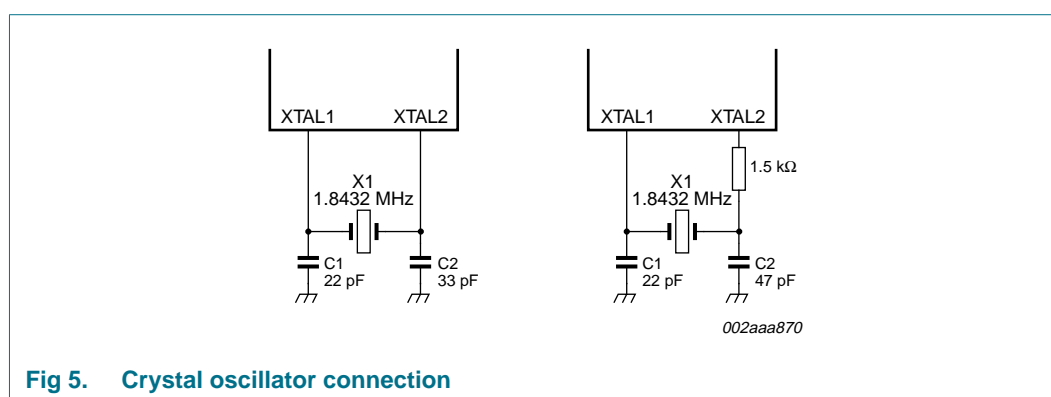 XTAL1 XTAL2
X1
1.8432 MHz
C1
22 pF
C2
33 pF
XTAL1 XTAL2
1.5 kΩ
X1
1.8432 MHz
C1
22 pF
C2
47 pF
002aaa870
Fig 5. Crystal oscillator connection